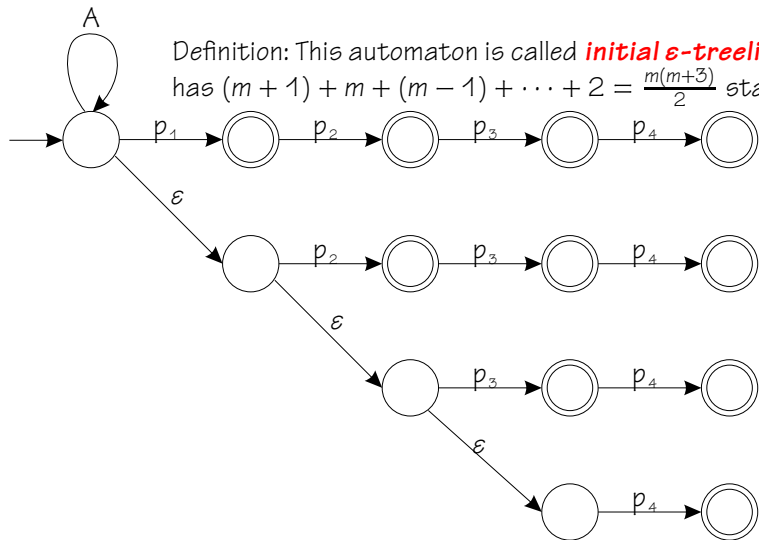 A
Definition: This automaton is called initial ε-treeli
has (m + 1) + m + (m − 1) + ⋯ + 2 = m(m+3)/2 sta
p₁ p₂ p₃ p₄
ε
p₂ p₃ p₄
ε
p₃ p₄
ε
p₄